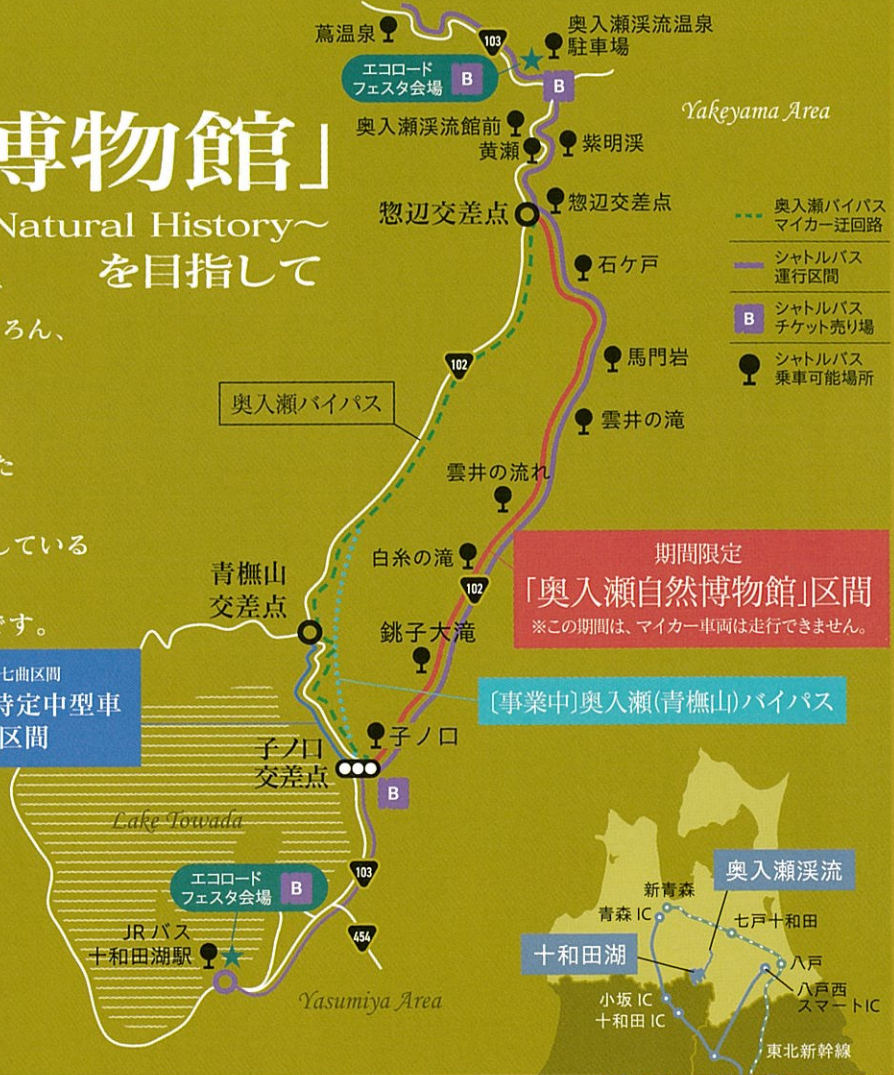 蔦温泉
103
奥入瀬渓流温泉
駐車場
エコロード
フェスタ会場
B
B
Yakeyama Area
奥入瀬渓流館前
黄瀬
紫明渓
博物館」
Natural History～
を目指して
惣辺交差点
惣辺交差点
石ケ戸
奥入瀬バイパス
マイカー迂回路
シャトルバス
運行区間
B
シャトルバス
チケット売り場
シャトルバス
乗車可能場所
ろん、
102
馬門岩
奥入瀬バイパス
雲井の滝
た
雲井の流れ
している
白糸の滝
102
期間限定
「奥入瀬自然博物館」区間
※この期間は、マイカー車両は走行できません。
青橅山
交差点
です。
銚子大滝
七曲区間
特定中型車
区間
〔事業中〕奥入瀬(青橅山)バイパス
子ノ口
子ノ口
交差点
B
Lake Towada
エコロード
フェスタ会場
B
103
454
JRバス
十和田湖駅
Yasumiya Area
奥入瀬渓流
新青森
青森 IC
七戸十和田
十和田湖
八戸
八戸西
スマートIC
小坂 IC
十和田 IC
東北新幹線